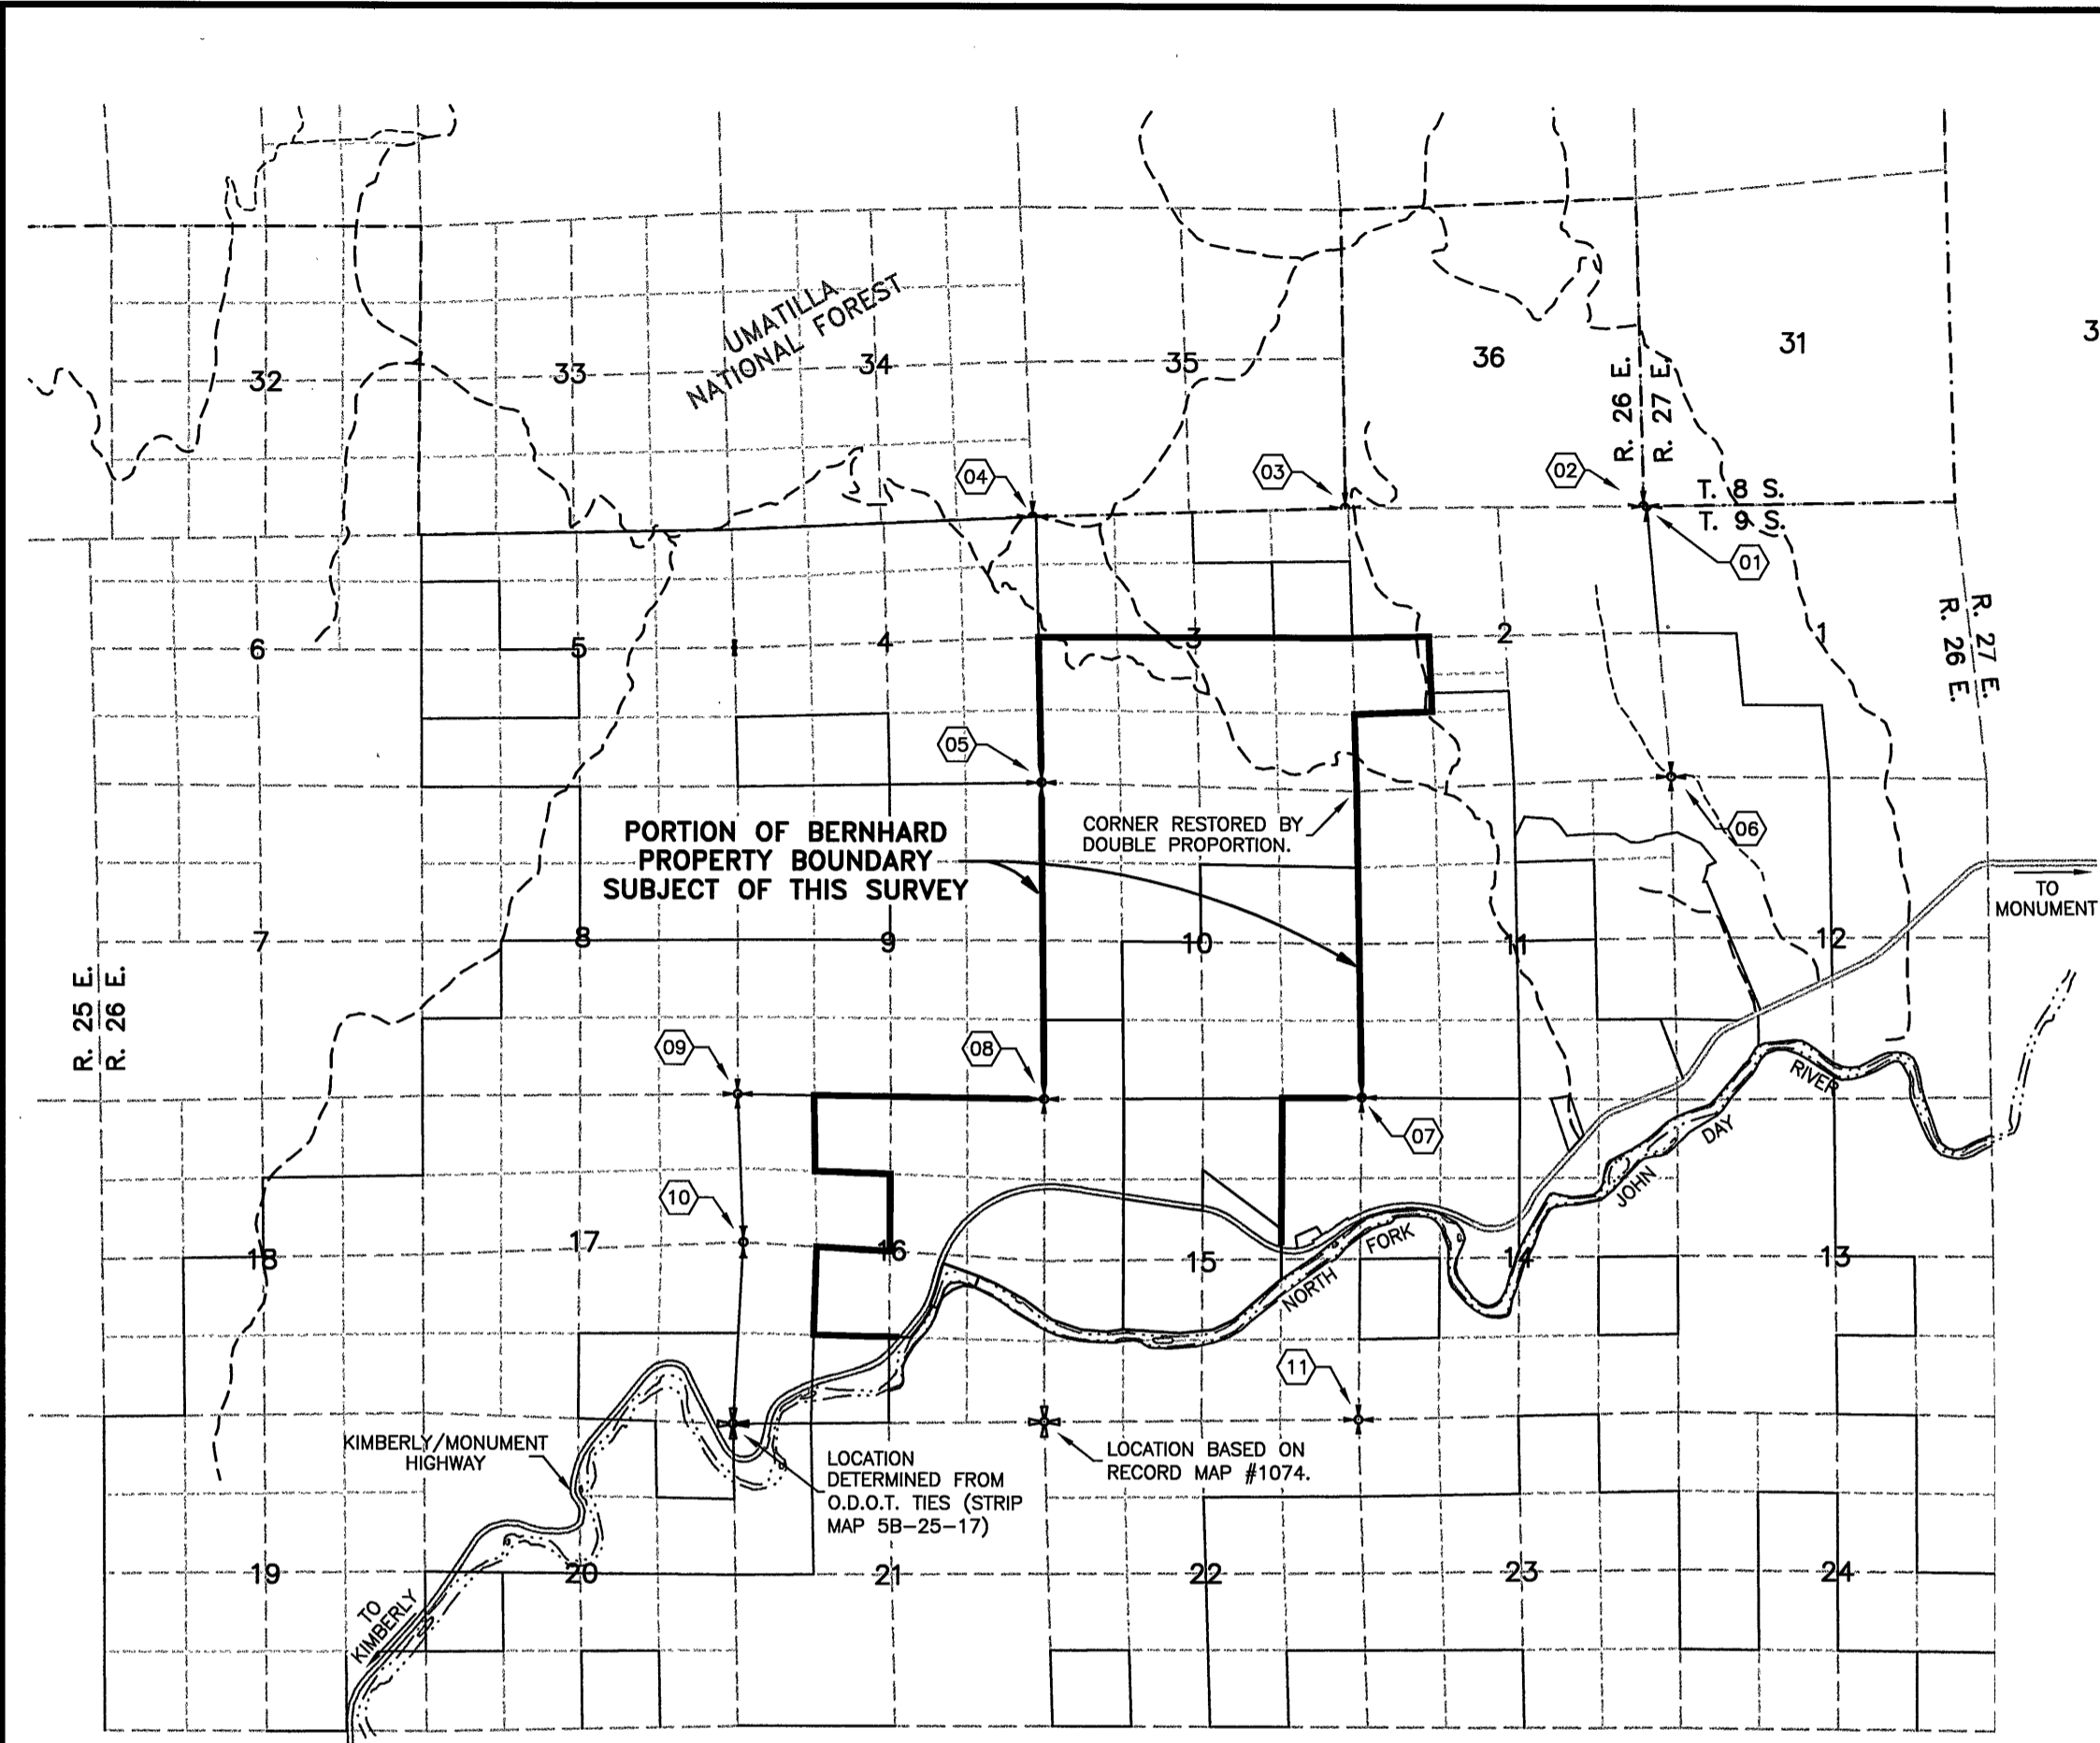 UMATILLA
NATIONAL FOREST
32
33
34
35
36
31
3
R. 26 E.
R. 27 E.
04
03
02
T. 8 S.
T. 9 S.
01
R. 27 E.
R. 26 E.
6
5
4
3
2
1
05
06
PORTION OF BERNHARD
PROPERTY BOUNDARY
SUBJECT OF THIS SURVEY
CORNER RESTORED BY
DOUBLE PROPORTION.
TO
MONUMENT
7
8
9
10
11
12
R. 25 E.
R. 26 E.
09
08
07
RIVER
DAY
JOHN
FORK
NORTH
10
18
17
16
15
14
13
11
KIMBERLY/MONUMENT
HIGHWAY
LOCATION
DETERMINED FROM
O.D.O.T. TIES (STRIP
MAP 5B-25-17)
LOCATION BASED ON
RECORD MAP #1074.
19
20
21
22
23
24
TO
KIMBERLY